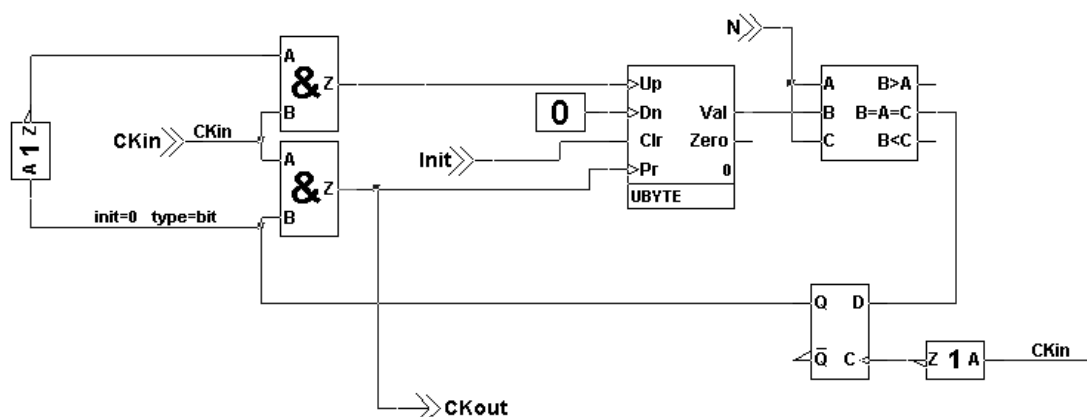 N
A
&
Z
B
A 1 Z
CKin
CKin
A
&
Z
B
init=0 type=bit
0
Init
Up
Dn
Val
Clr
Zero
Pr
0
UBYTE
A
B>A
B
B=A=C
C
B<C
Q
D
Q
C
Z 1 A
CKin
CKout